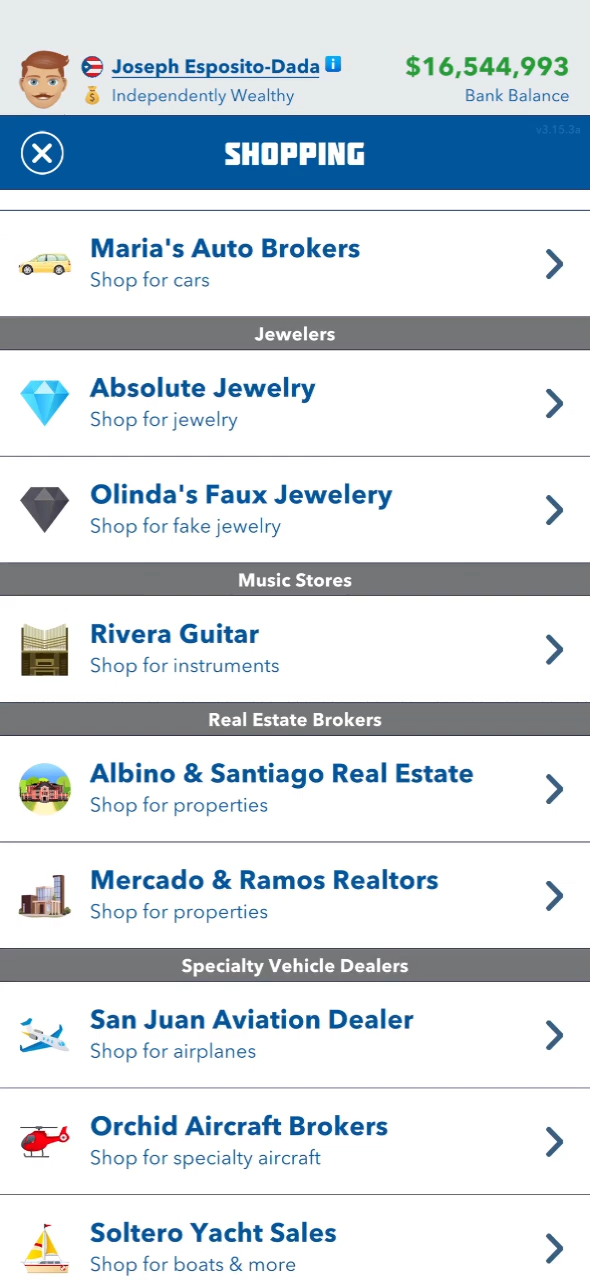 Joseph Esposito-Dada i
$16,544,993
Independently Wealthy
Bank Balance
v3.15.3a
SHOPPING
Maria's Auto Brokers
Shop for cars
Jewelers
Absolute Jewelry
Shop for jewelry
Olinda's Faux Jewelery
Shop for fake jewelry
Music Stores
Rivera Guitar
Shop for instruments
Real Estate Brokers
Albino & Santiago Real Estate
Shop for properties
Mercado & Ramos Realtors
Shop for properties
Specialty Vehicle Dealers
San Juan Aviation Dealer
Shop for airplanes
Orchid Aircraft Brokers
Shop for specialty aircraft
Soltero Yacht Sales
Shop for boats & more